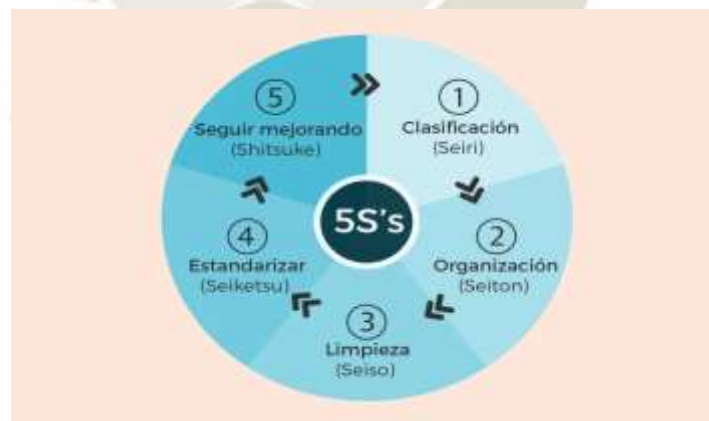 1
Clasificación
(Seiri)
2
Organización
(Seiton)
3
Limpieza
(Seiso)
4
Estandarizar
(Seiketsu)
5
Seguir mejorando
(Shitsuke)
5S's